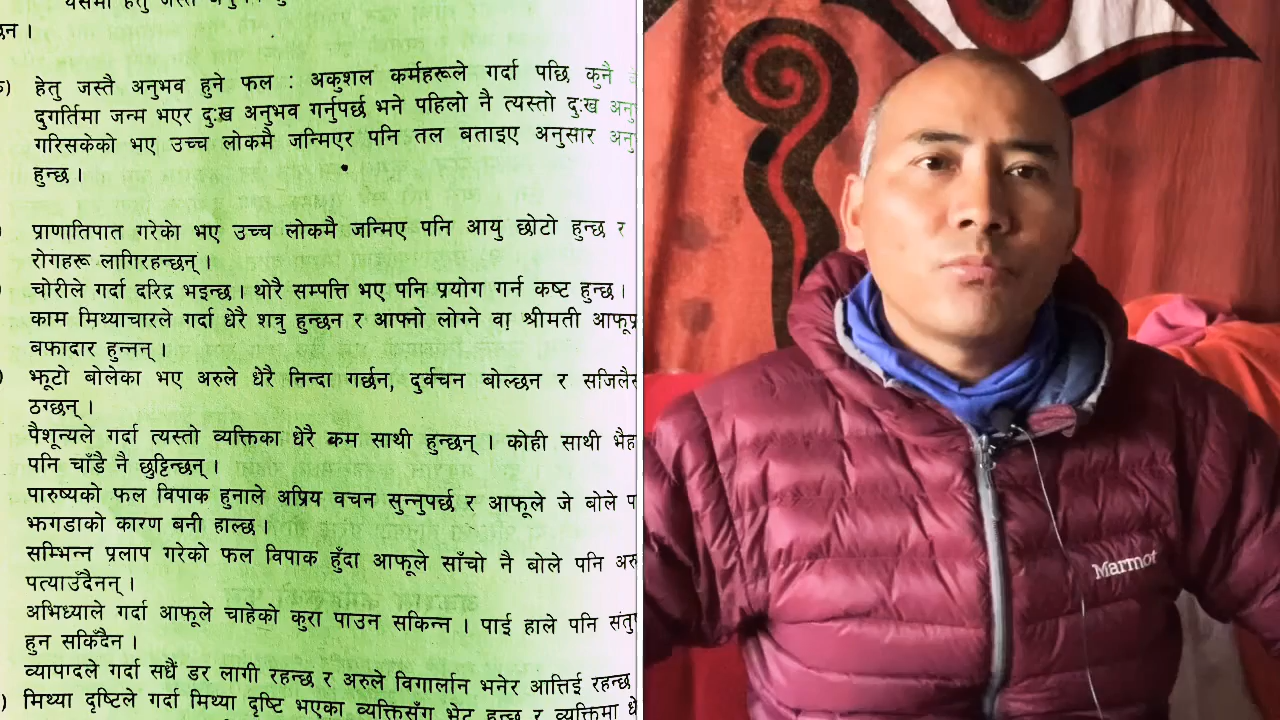 हेतु जस्तै अनुभव हुने फल : अकुशल कर्महरूले गर्दा पछि कुनै
दुगर्तिमा जन्म भएर दुःख अनुभव गर्नुपर्छ भने पहिलो नै त्यस्तो दुःख
गरिसकेको भए उच्च लोकमै जन्मिएर पनि तल बताइए अनुसार
हुन्छ ।
प्राणातिपात गरेको भए उच्च लोकमै जन्मिए पनि आयु छोटो हुन्छ र
रोगहरू लागिरहन्छन् ।
चोरीले गर्दा दरिद्र भइन्छ । थोरै सम्पत्ति भए पनि प्रयोग गर्न कष्ट हुन्छ ।
काम मिथ्याचारले गर्दा धेरै शत्रु हुन्छन र आफ्नो लोग्ने वा श्रीमती
बफादार हुन्नन् ।
झूटो बोलेका भए अरुले धेरै निन्दा गर्छन, दुर्वचन बोल्छन र
ठग्छन् ।
पैशून्यले गर्दा त्यस्तो व्यक्तिका धेरै कम साथी हुन्छन् । कोही साथी
पनि चाँडै नै छुट्टिन्छन् ।
पारुष्यको फल विपाक हुनाले अप्रिय वचन सुन्नुपर्छ र आफूले जे बोले
झगडाको कारण बनी हाल्छ ।
सम्भिन्न प्रलाप गरेको फल विपाक हुँदा आफूले साँचो नै बोले पनि
पत्याउँदैनन् ।
अभिध्याले गर्दा आफूले चाहेको कुरा पाउन सकिन्न । पाई हाले पनि
हुन सकिँदैन ।
व्यापादले गर्दा सधैं डर लागी रहन्छ र अरुले विगार्लान भनेर आत्तिई रहन्छ
मिथ्या दृष्टिले गर्दा मिथ्या दृष्टि भएका व्यक्तिसँग भेट हुन्छ र व्यक्तिमा
Marmot